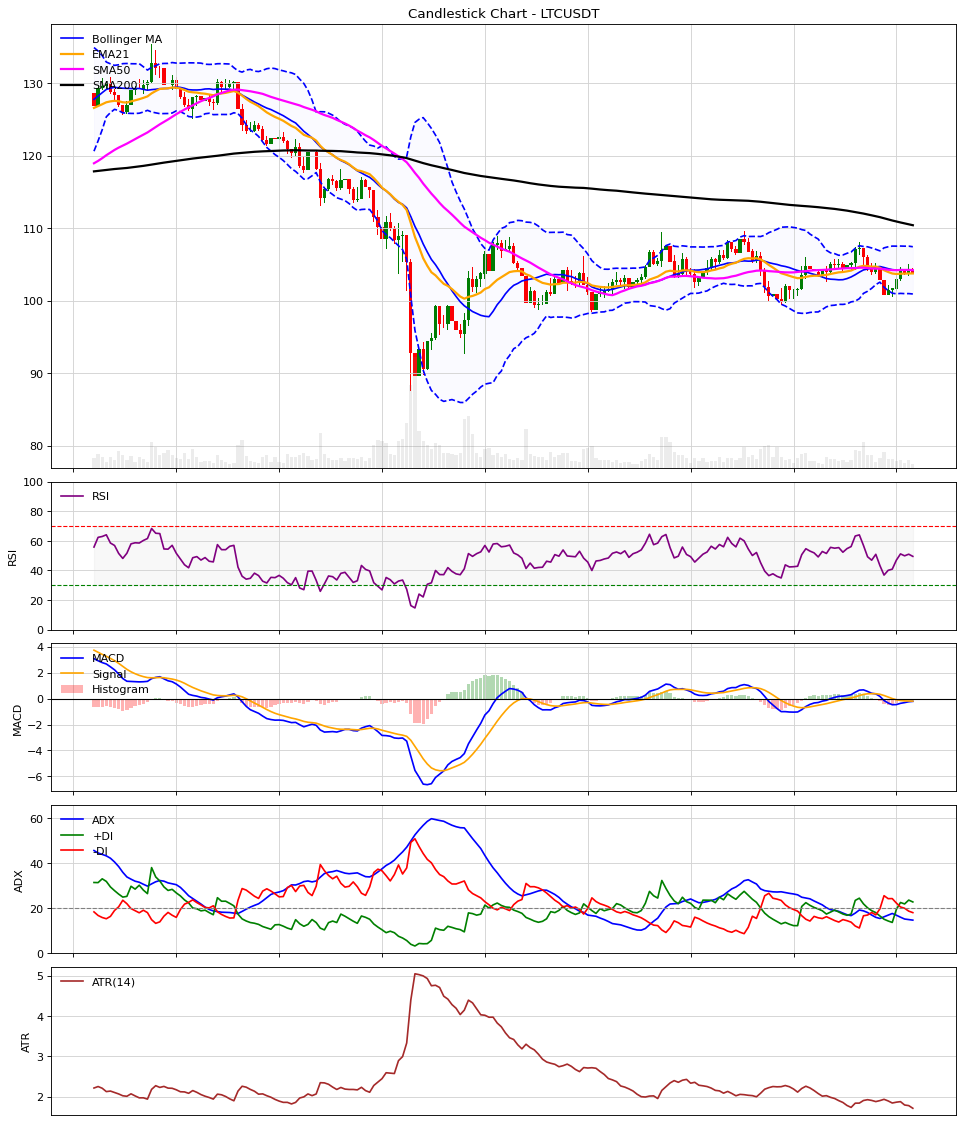 Candlestick Chart - LTCUSDT
Bollinger MA
EMA21
SMA50
SMA200
130
120
110
100
90
80
RSI
100
80
60
40
20
0
RSI
MACD
Signal
Histogram
4
2
0
−2
−4
−6
MACD
ADX
+DI
-DI
60
40
20
0
ADX
ATR(14)
5
4
3
2
ATR